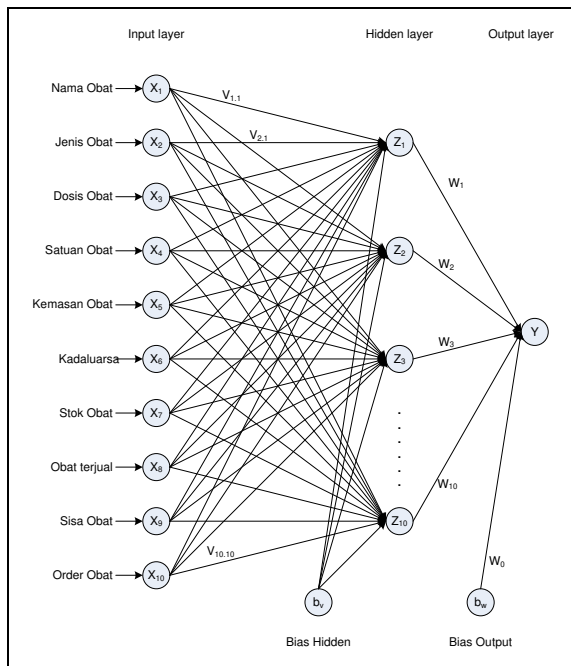 Input layer Hidden layer Output layer
Nama Obat X1
V1.1
Jenis Obat X2 V2.1 Z1
W1
Dosis Obat X3
Satuan Obat X4 Z2 W2
Kemasan Obat X5
Y
W3
Kadaluarsa X6 Z3
Stok Obat X7
Obat terjual X8
W10
Sisa Obat X9 Z10
V10.10
W0
Order Obat X10
bv bw
Bias Hidden Bias Output